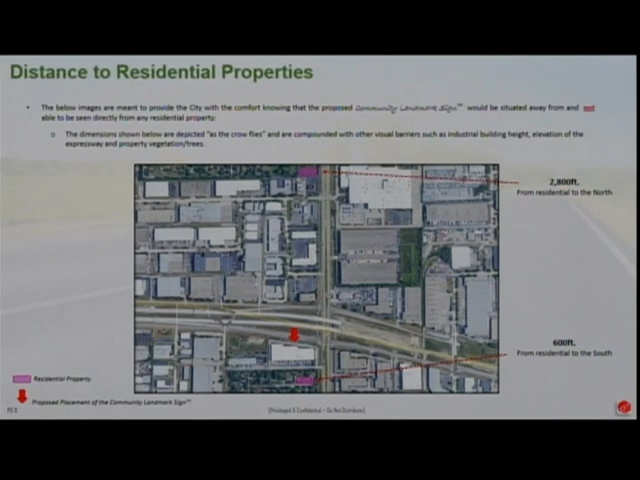 Distance to Residential Properties
• The below images are meant to provide the City with the comfort knowing that the proposed Community Landmark Sign™ would be situated away from and not
able to be seen directly from any residential property:
o The dimensions shown below are depicted "as the crow flies" and are compounded with other visual barriers such as industrial building height, elevation of the
expressway and property vegetation/trees.
2,800ft.
From residential to the North
600ft.
From residential to the South
Residential Property
Proposed Placement of the Community Landmark Sign™
[Privileged & Confidential – Do Not Distribute]